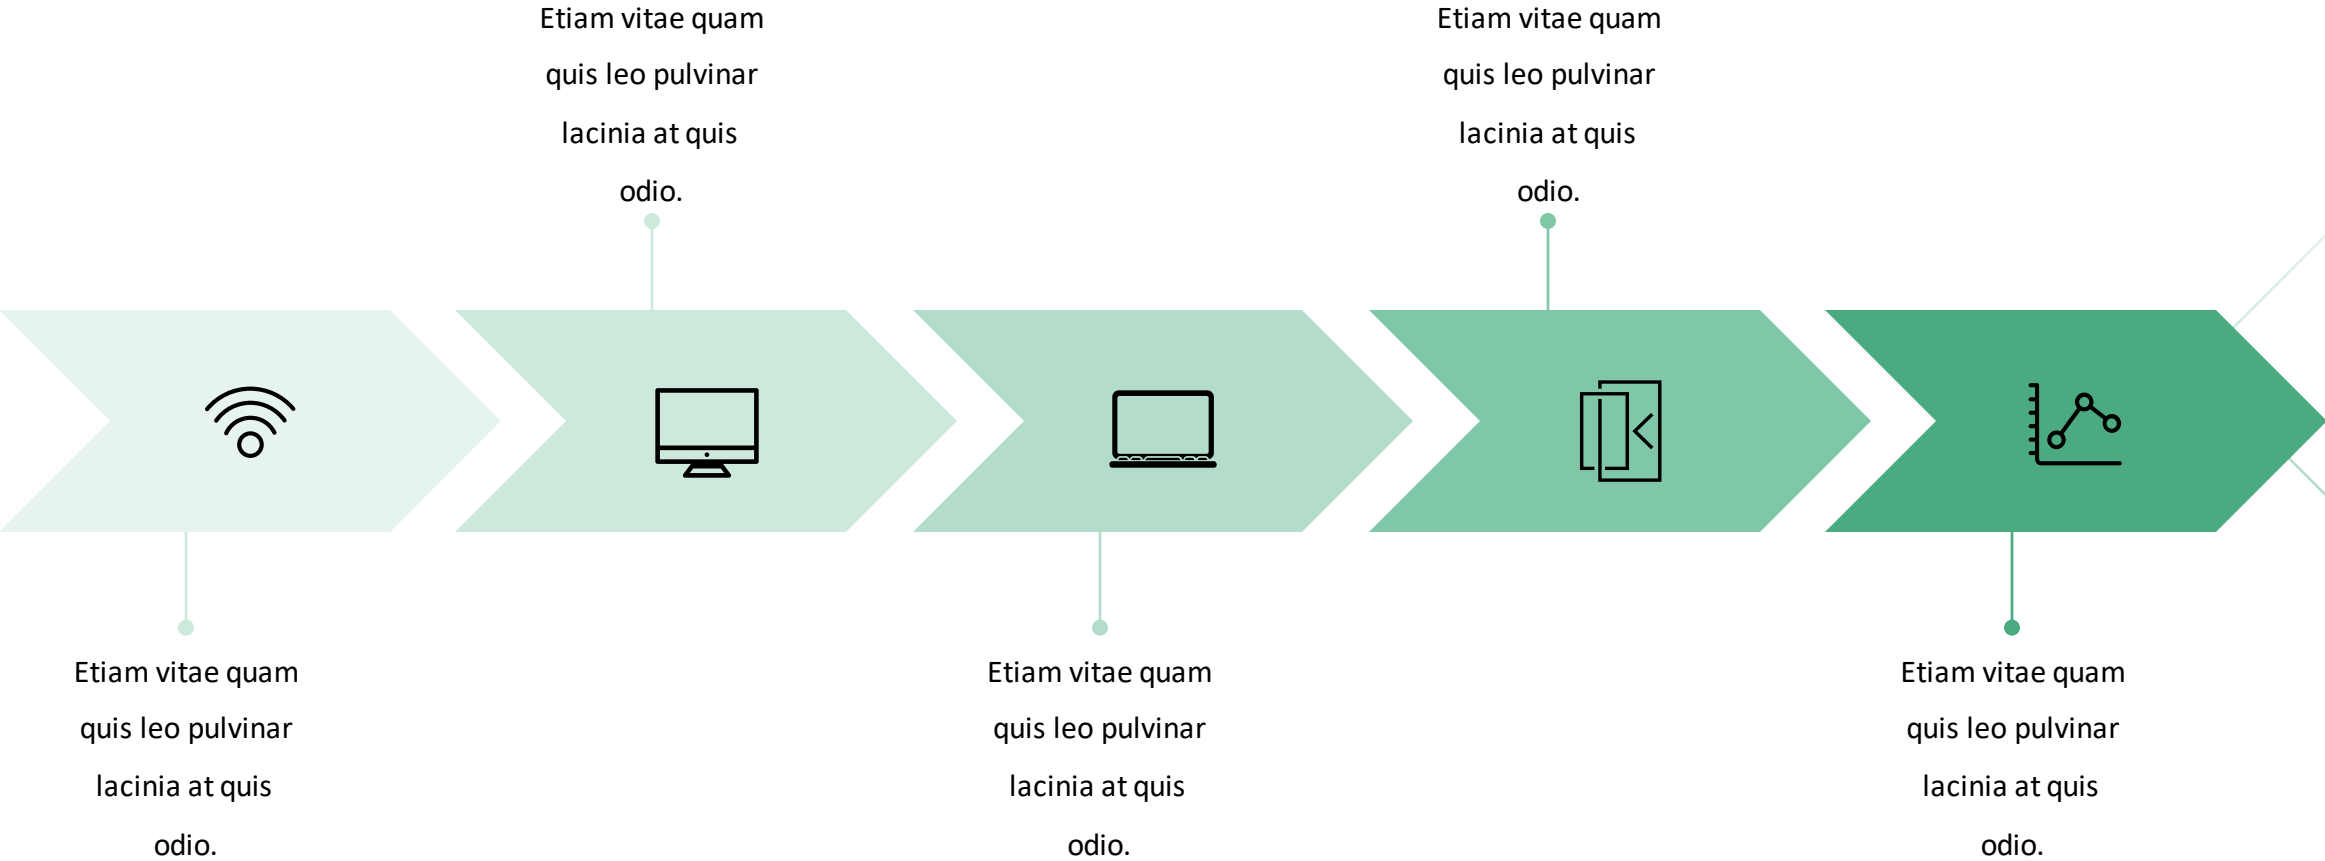 Etiam vitae quam
quis leo pulvinar
lacinia at quis
odio.
Etiam vitae quam
quis leo pulvinar
lacinia at quis
odio.
Etiam vitae quam
quis leo pulvinar
lacinia at quis
odio.
Etiam vitae quam
quis leo pulvinar
lacinia at quis
odio.
Etiam vitae quam
quis leo pulvinar
lacinia at quis
odio.